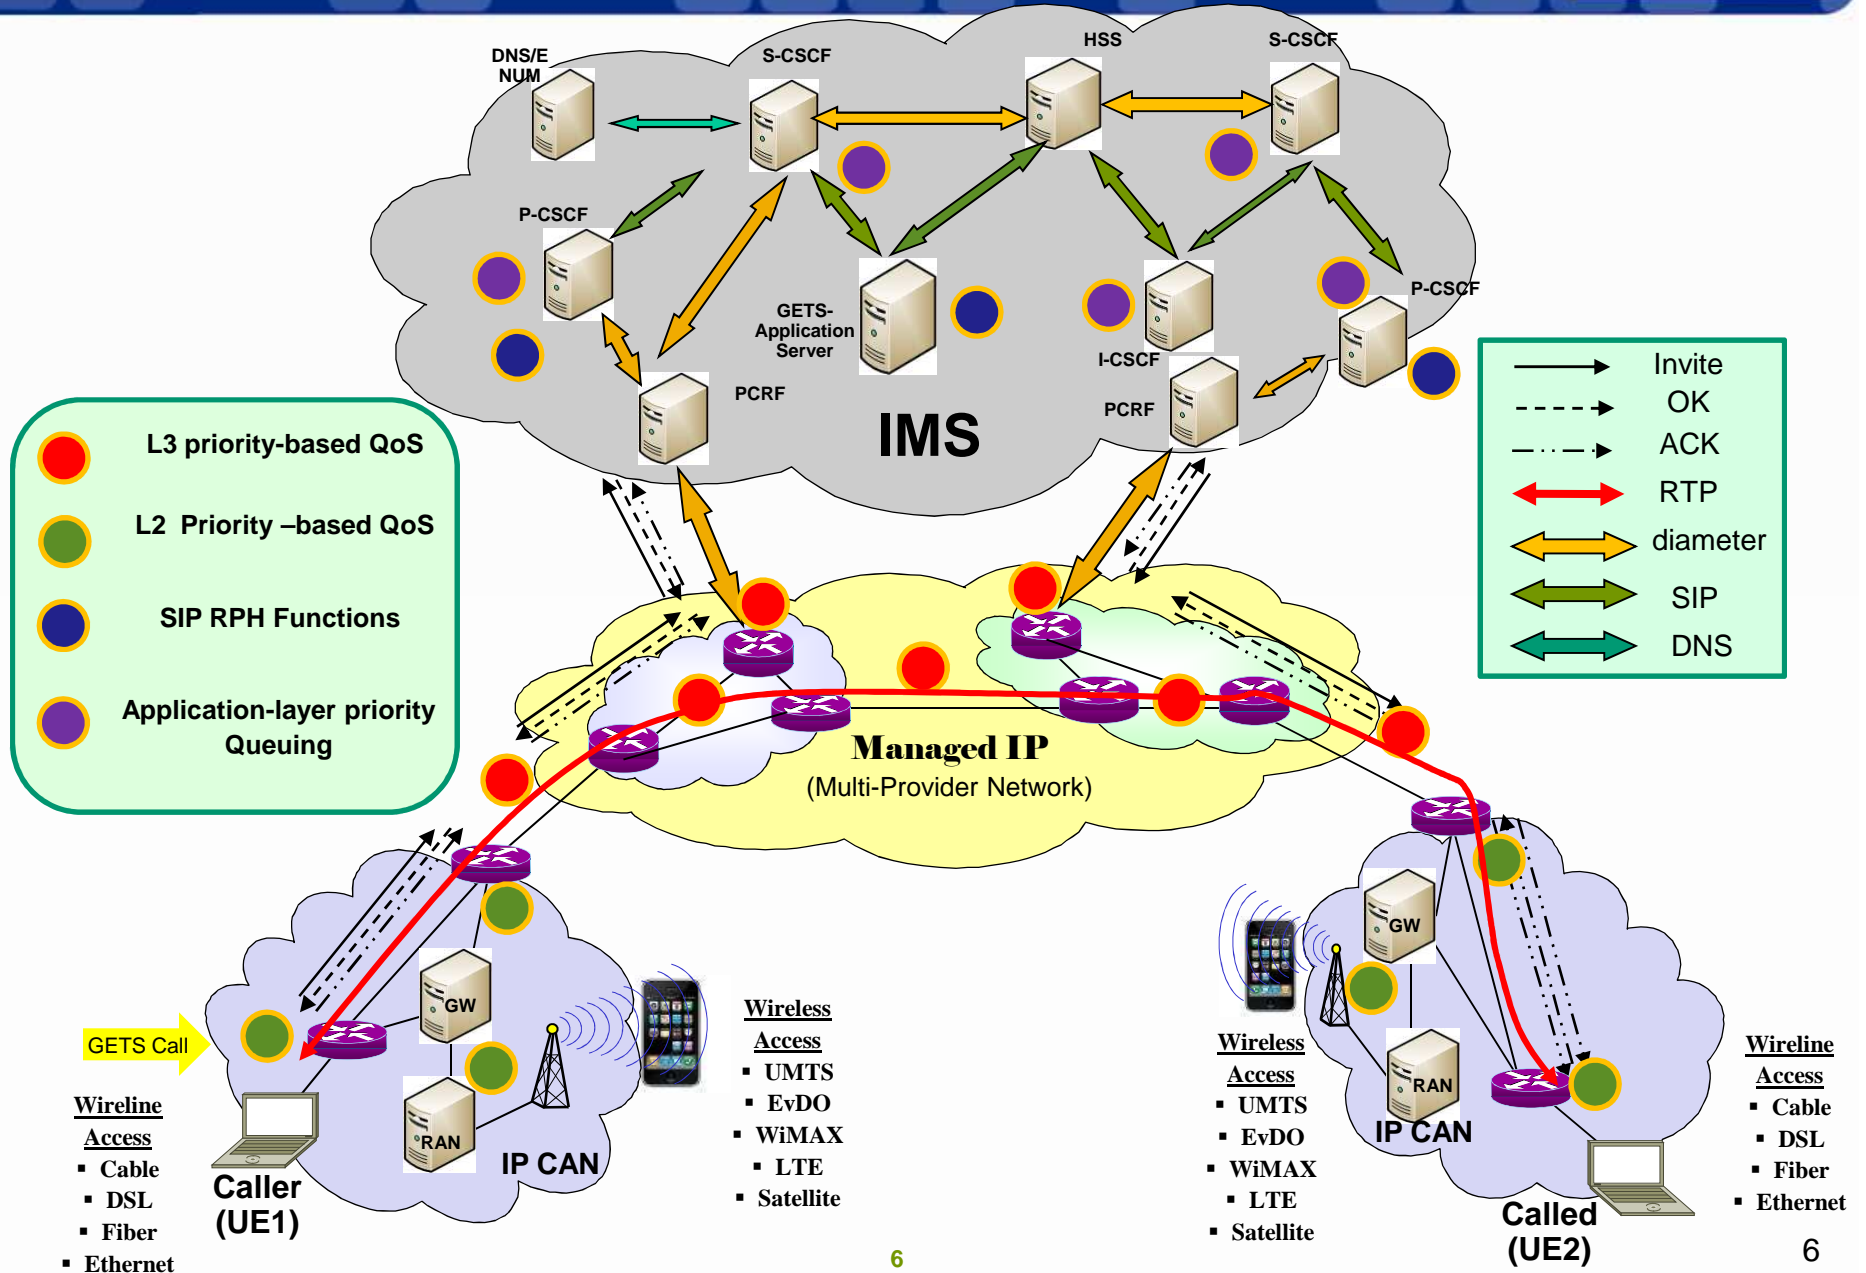 DNS/E
NUM
S-CSCF
HSS
S-CSCF
P-CSCF
GETS-
Application
Server
I-CSCF
P-CSCF
PCRF
PCRF
IMS
L3 priority-based QoS
L2 Priority –based QoS
SIP RPH Functions
Application-layer priority
Queuing
Invite
OK
ACK
RTP
diameter
SIP
DNS
Managed IP
(Multi-Provider Network)
GETS Call
GW
RAN
IP CAN
Caller
(UE1)
Wireline
Access
▪ Cable
▪ DSL
▪ Fiber
▪ Ethernet
Wireless
Access
▪ UMTS
▪ EvDO
▪ WiMAX
▪ LTE
▪ Satellite
Wireless
Access
▪ UMTS
▪ EvDO
▪ WiMAX
▪ LTE
▪ Satellite
GW
RAN
IP CAN
Called
(UE2)
Wireline
Access
▪ Cable
▪ DSL
▪ Fiber
▪ Ethernet
6
6